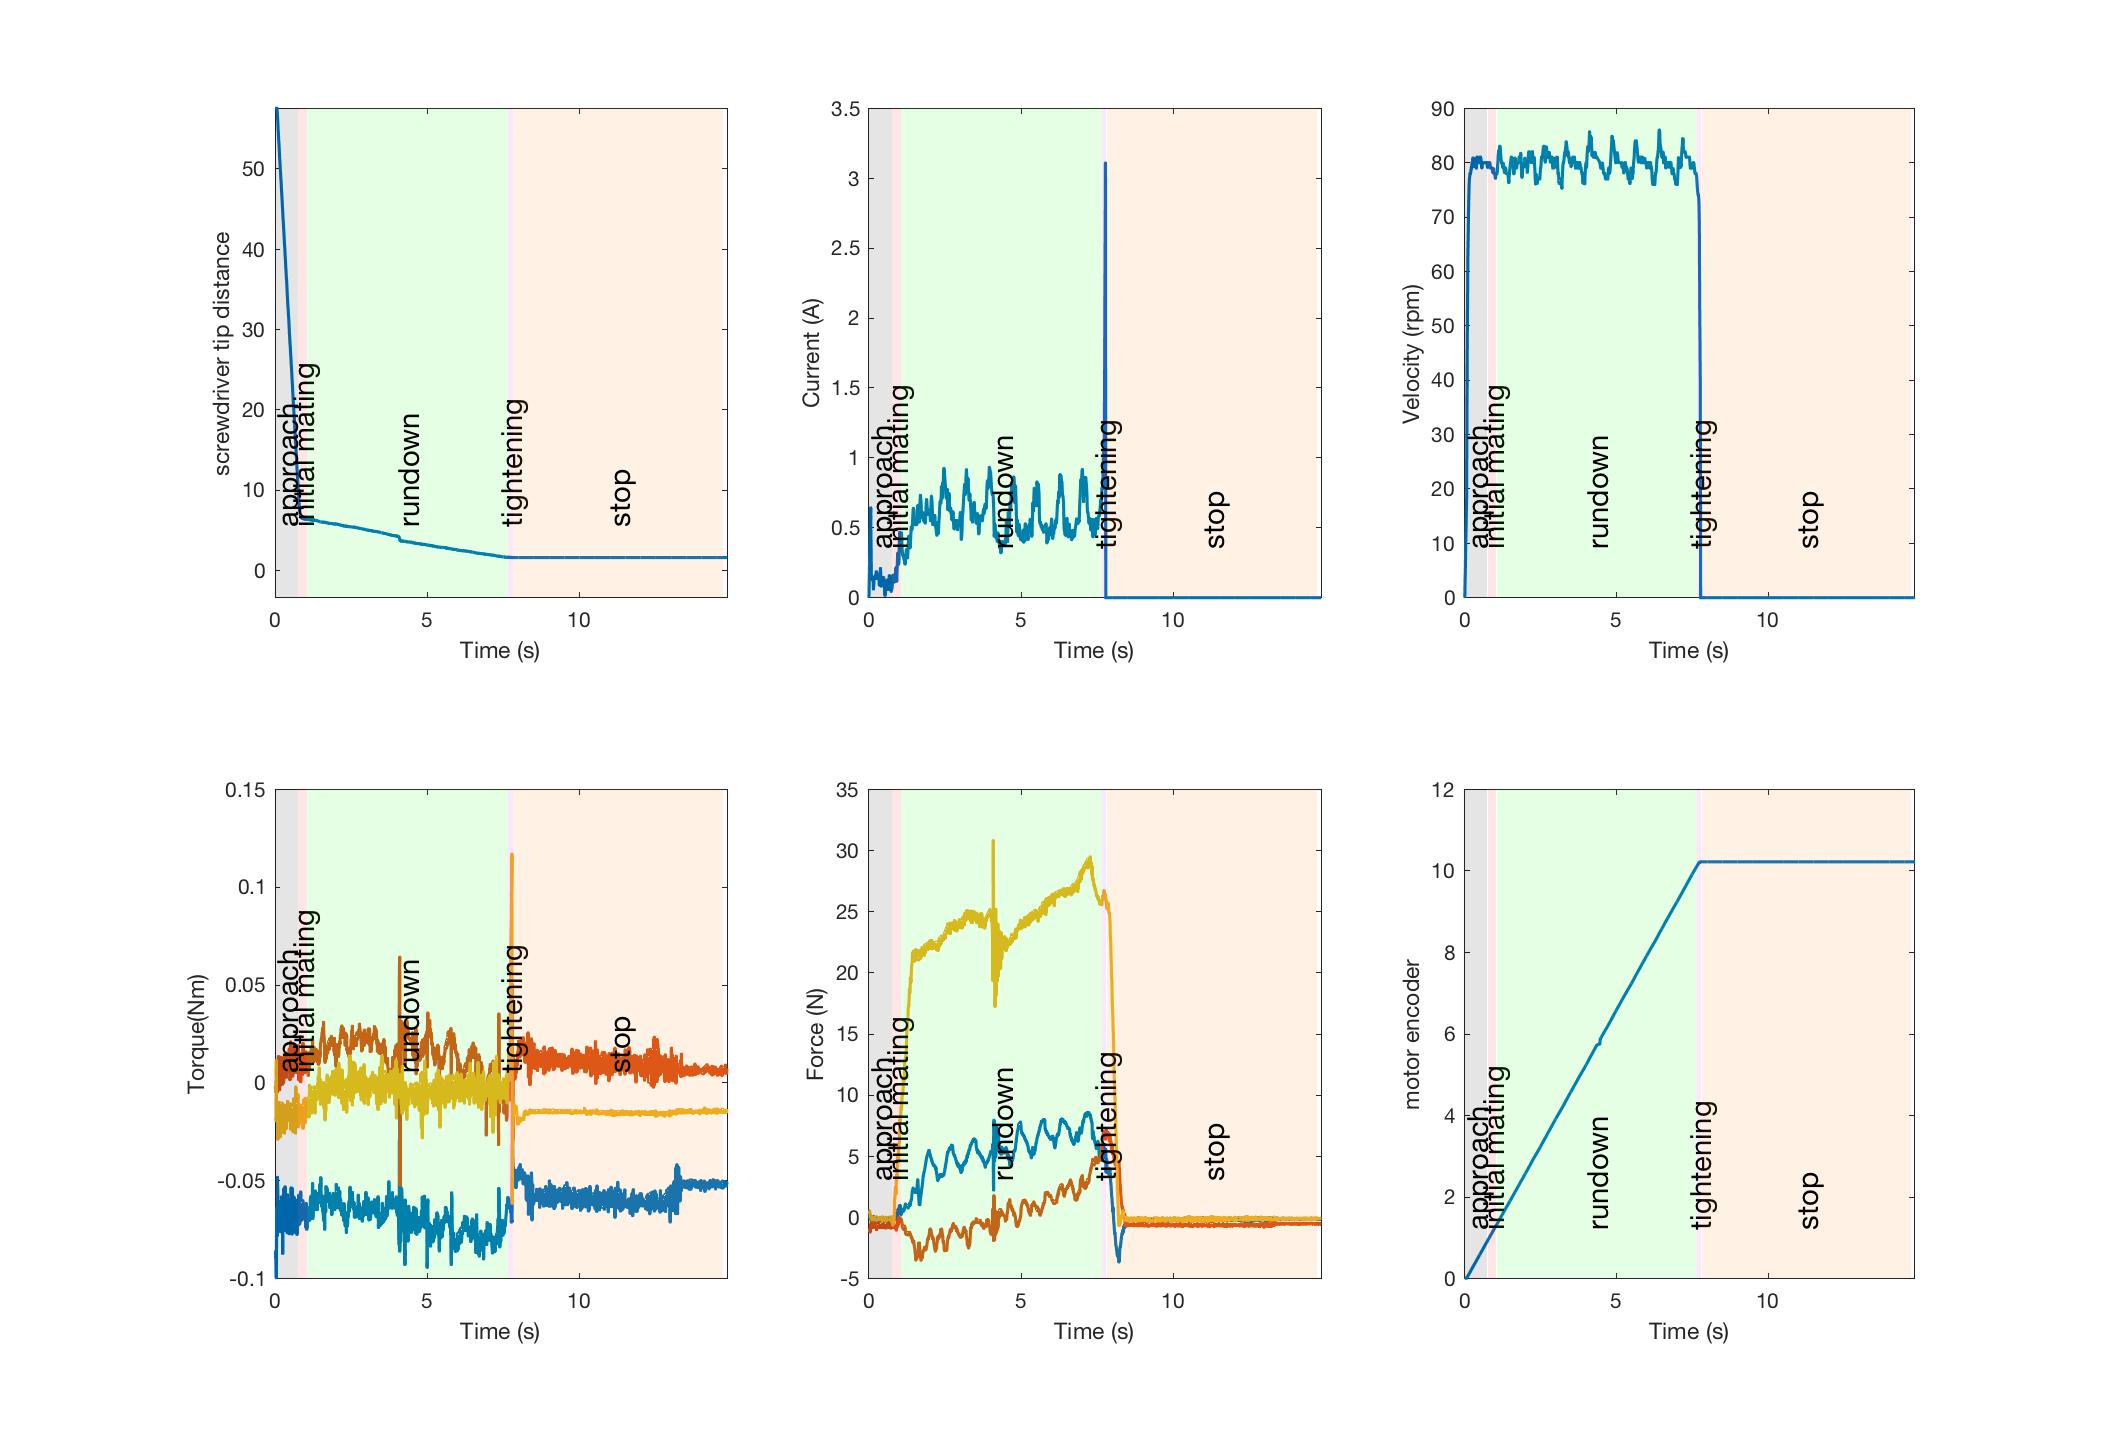 screwdriver tip distance
50
40
30
20
10
0
approach
initial mating
rundown
tightening
stop
0
5
10
Time (s)
Current (A)
3.5
3
2.5
2
1.5
1
0.5
0
approach
initial mating
rundown
tightening
stop
0
5
10
Time (s)
Velocity (rpm)
90
80
70
60
50
40
30
20
10
0
approach
initial mating
rundown
tightening
stop
0
5
10
Time (s)
Torque(Nm)
0.15
0.1
0.05
0
-0.05
-0.1
approach
initial mating
rundown
tightening
stop
0
5
10
Time (s)
Force (N)
35
30
25
20
15
10
5
0
-5
approach
initial mating
rundown
tightening
stop
0
5
10
Time (s)
motor encoder
12
10
8
6
4
2
0
approach
initial mating
rundown
tightening
stop
0
5
10
Time (s)